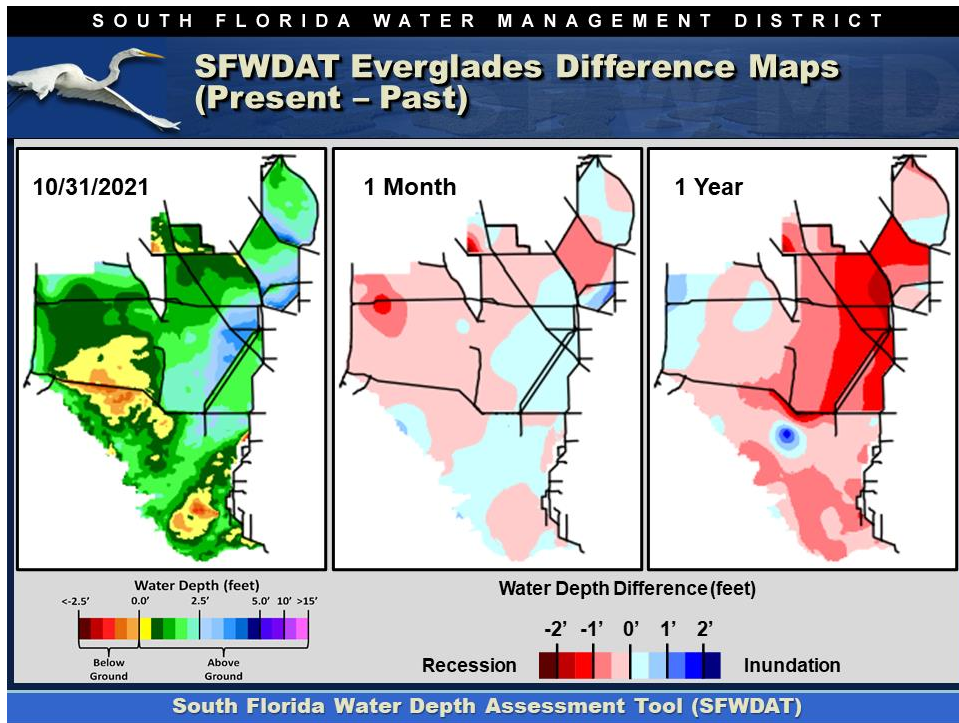 SOUTH FLORIDA WATER MANAGEMENT DISTRICT
SFWDAT Everglades Difference Maps
(Present – Past)
SFWMD
10/31/2021
1 Month
1 Year
Water Depth (feet)
<-2.5' 0.0' 2.5' 5.0' 10' >15'
Below
Ground
Above
Ground
Water Depth Difference (feet)
-2' -1' 0' 1' 2'
Recession
Inundation
South Florida Water Depth Assessment Tool (SFWDAT)